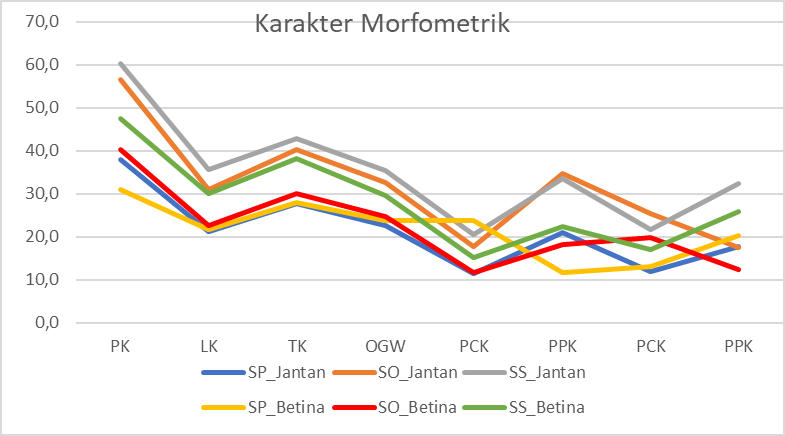 Karakter Morfometrik
70,0
60,0
50,0
40,0
30,0
20,0
10,0
0,0
PK LK TK OGW PCK PPK PCK PPK
SP_Jantan SO_Jantan SS_Jantan
SP_Betina SO_Betina SS_Betina